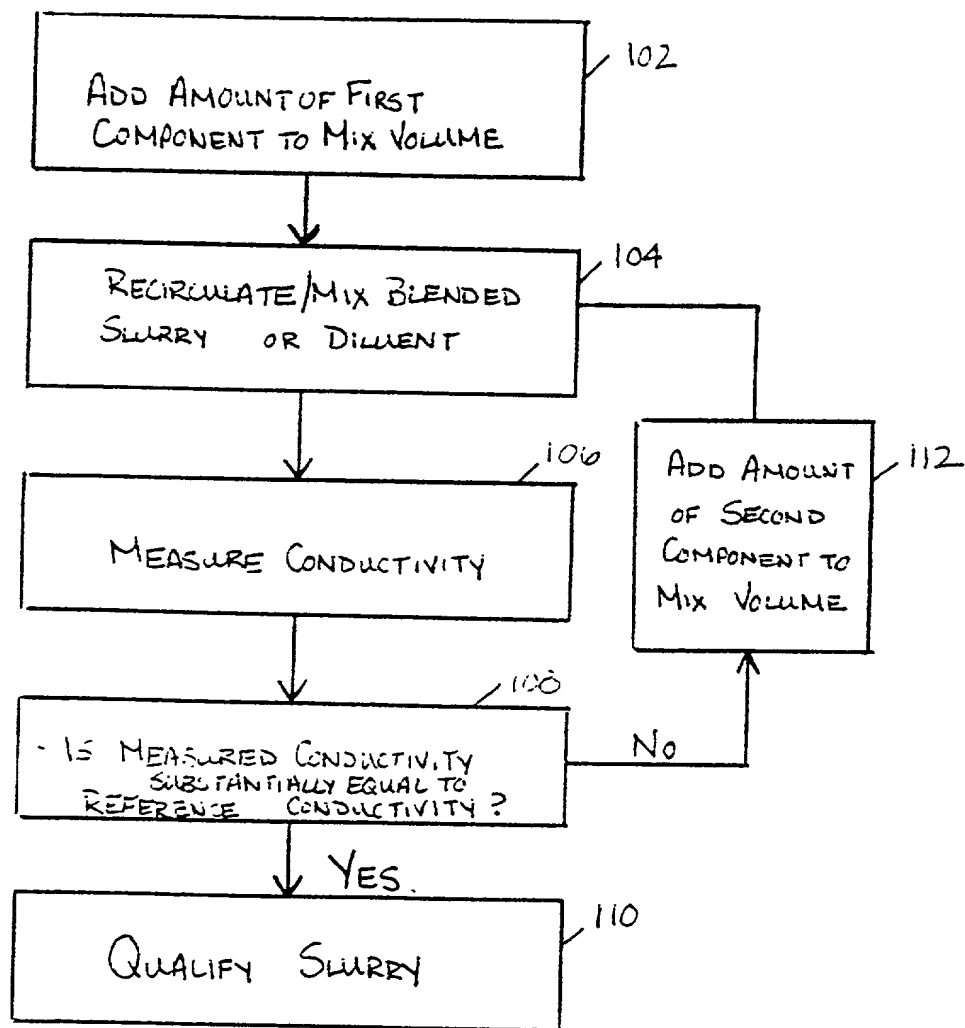 102
ADD AMOUNT OF FIRST
COMPONENT TO MIX VOLUME
104
RECIRCULATE/MIX BLENDED
SLURRY OR DILUENT
106
MEASURE CONDUCTIVITY
112
ADD AMOUNT
OF SECOND
COMPONENT TO
MIX VOLUME
108
IS MEASURED CONDUCTIVITY
SUBSTANTIALLY EQUAL TO
REFERENCE CONDUCTIVITY?
NO
YES.
110
QUALIFY SLURRY